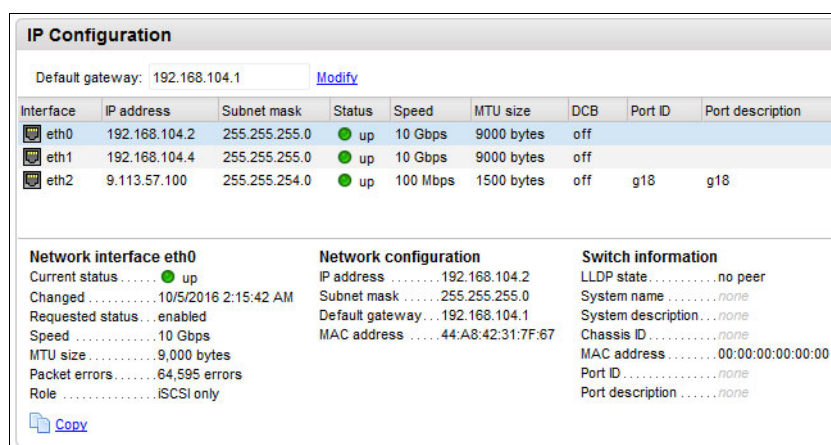 IP Configuration
Default gateway: 192.168.104.1 Modify
Interface IP address Subnet mask Status Speed MTU size DCB Port ID Port description
eth0 192.168.104.2 255.255.255.0 up 10 Gbps 9000 bytes off
eth1 192.168.104.4 255.255.255.0 up 10 Gbps 9000 bytes off
eth2 9.113.57.100 255.255.254.0 up 100 Mbps 1500 bytes off g18 g18
Network interface eth0
Current status ...... up
Changed ........... 10/5/2016 2:15:42 AM
Requested status... enabled
Speed ............. 10 Gbps
MTU size ........... 9,000 bytes
Packet errors....... 64,595 errors
Role ............... iSCSI only
Copy
Network configuration
IP address ........ 192.168.104.2
Subnet mask ...... 255.255.255.0
Default gateway... 192.168.104.1
MAC address ..... 44:A8:42:31:7F:67
Switch information
LLDP state........... no peer
System name ........ none
System description... none
Chassis ID........... none
MAC address........ 00:00:00:00:00:00
Port ID.............. none
Port description ...... none